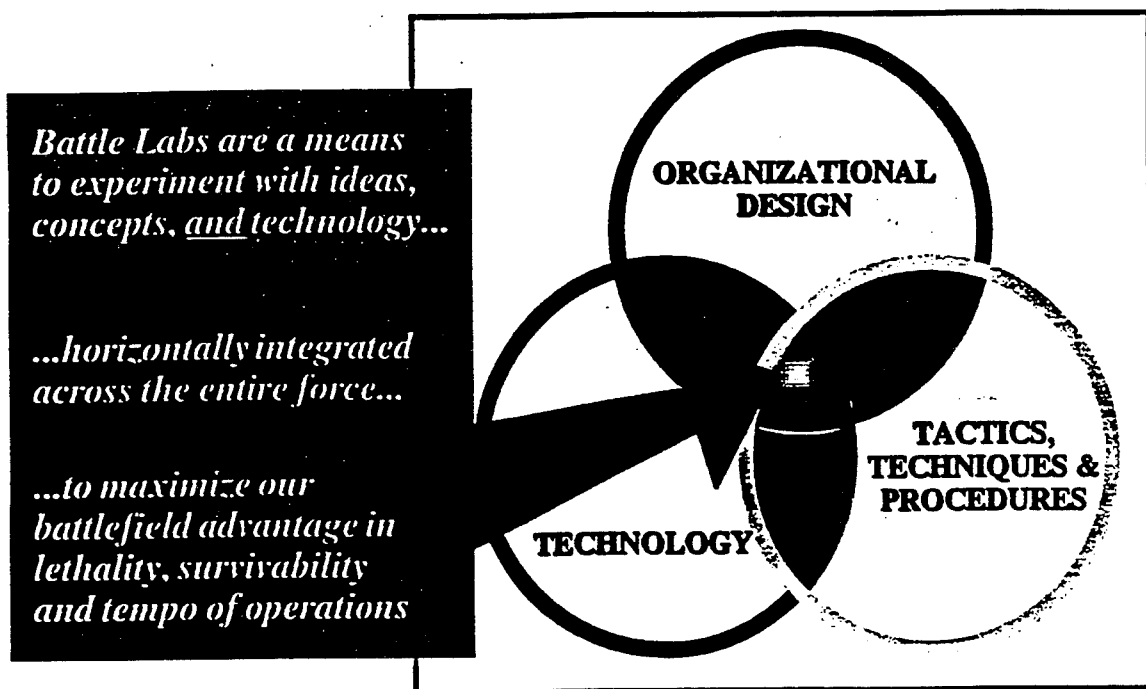 Battle Labs are a means
to experiment with ideas,
concepts, and technology...
...horizontally integrated
across the entire force...
...to maximize our
battlefield advantage in
lethality, survivability
and tempo of operations
ORGANIZATIONAL
DESIGN
TACTICS,
TECHNIQUES &
PROCEDURES
TECHNOLOGY